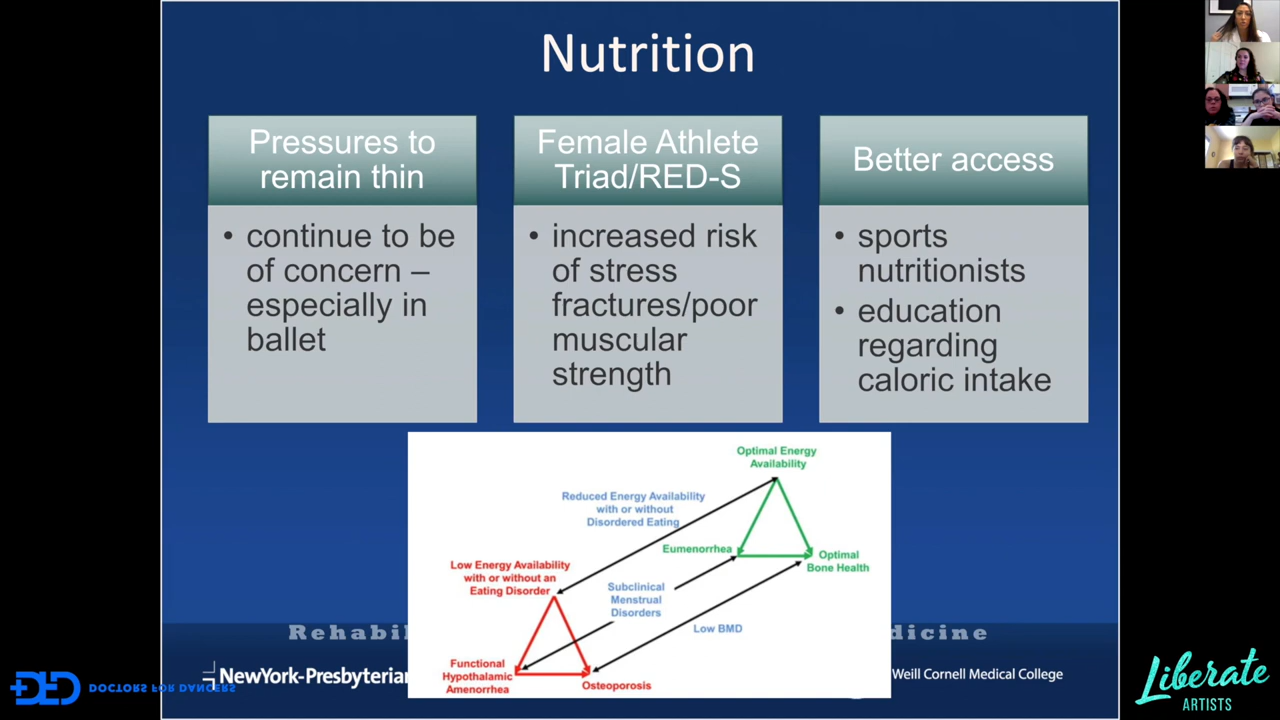 Nutrition
Pressures to
remain thin
• continue to be
of concern –
especially in
ballet
Female Athlete
Triad/RED-S
• increased risk
of stress
fractures/poor
muscular
strength
Better access
• sports
nutritionists
• education
regarding
caloric intake
Optimal Energy
Availability
Reduced Energy Availability
with or without
Disordered Eating
Eumenorrhea
Optimal
Bone Health
Low Energy Availability
with or without an
Eating Disorder
Subclinical
Menstrual
Disorders
Low BMD
Functional
Hypothalamic
Amenorrhea
Osteoporosis
Rehabil
dicine
NewYork-Presbyterian
Weill Cornell Medical College
DED
DOCTORS FOR DANCERS
Liberate
ARTISTS